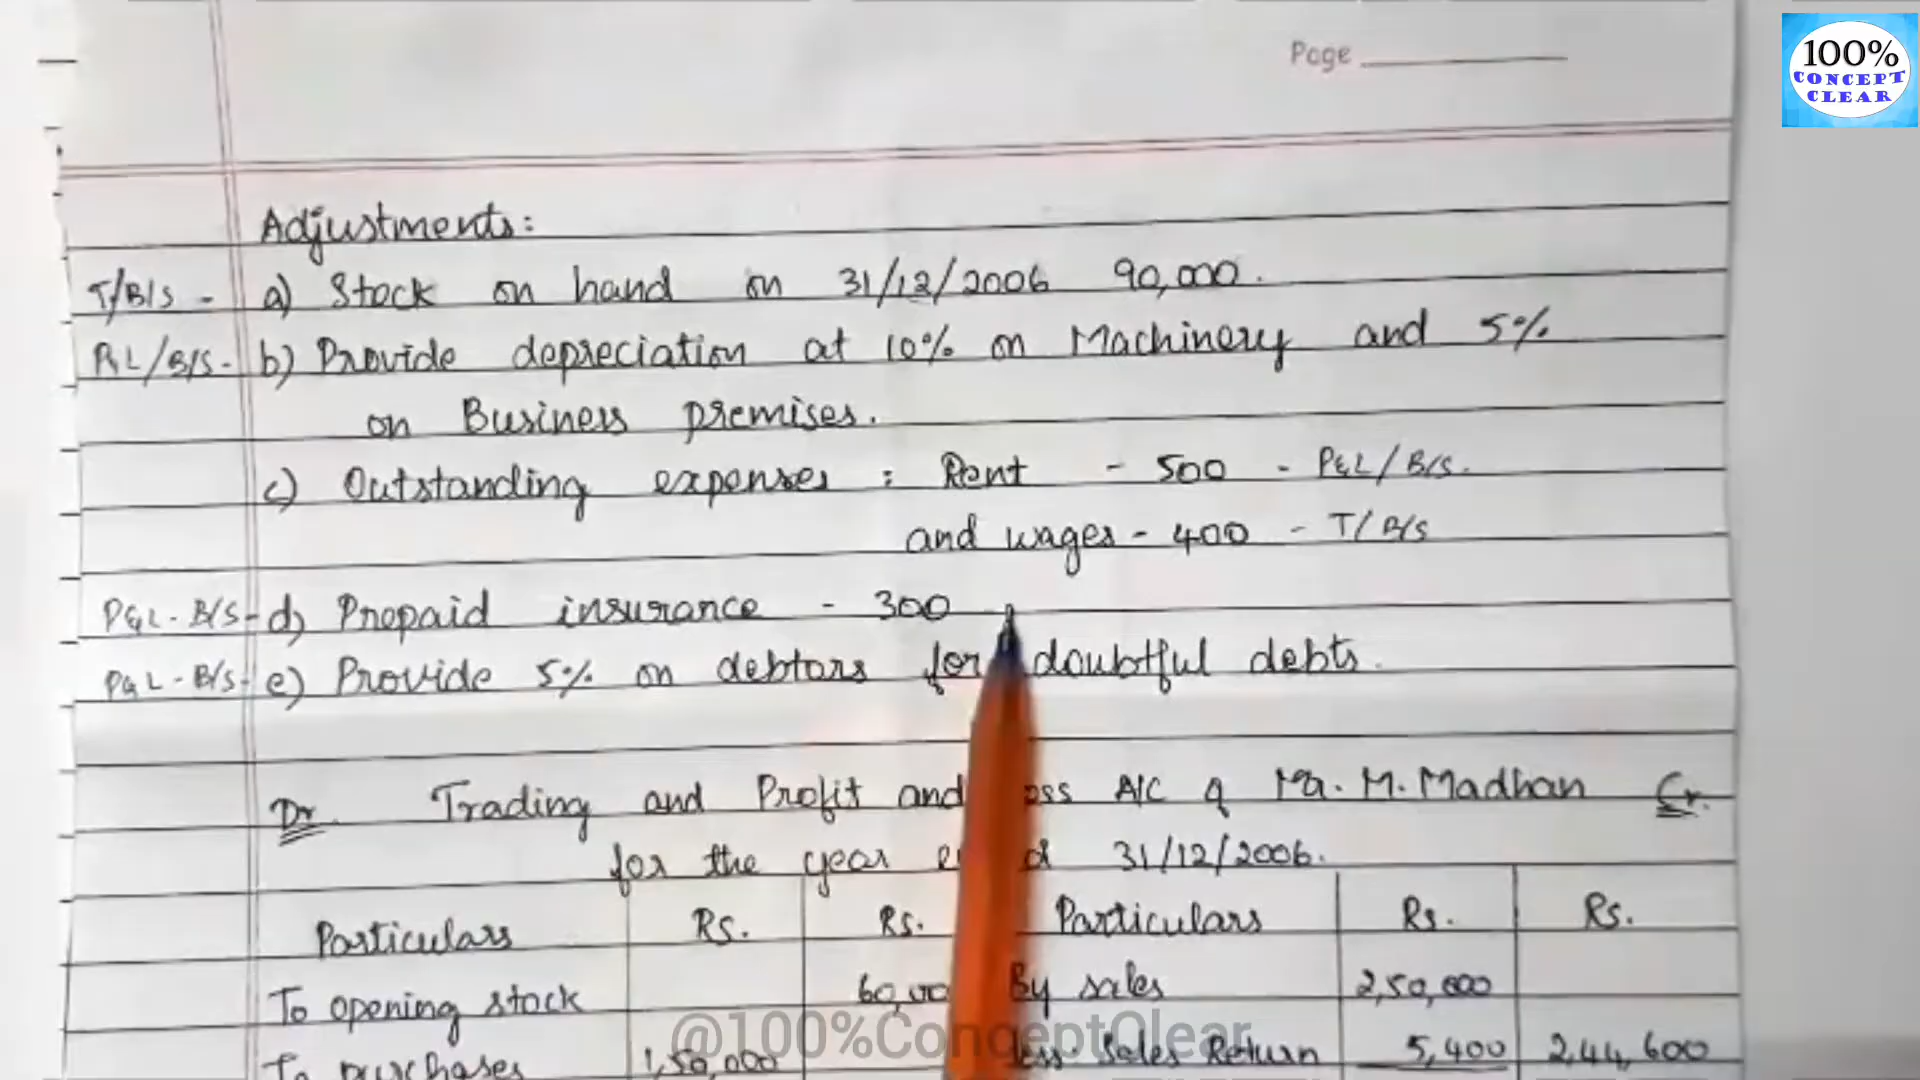 Page
100%
CONCEPT
CLEAR
Adjustments:
T/B/S - a) Stock on hand on 31/12/2006 90,000.
P&L/B/S - b) Provide depreciation at 10% on Machinery and 5%
on Business premises.
c) Outstanding expenses : Rent - 500 - P&L/B/S.
and wages - 400 - T/B/S
P&L - B/S - d) Prepaid insurance - 300
P&L - B/S - e) Provide 5% on debtors for doubtful debts.
Dr. Trading and Profit and oss A/C of Mr. M. Madhan Cr.
for the year 31/12/2006.
Particulars Rs. Rs. Particulars Rs. Rs.
To opening stock 60,00 By sales 2,50,000
To purchases 1,50,000 less: Sales Return 5,400 2,44,600
@100%ConceptClear